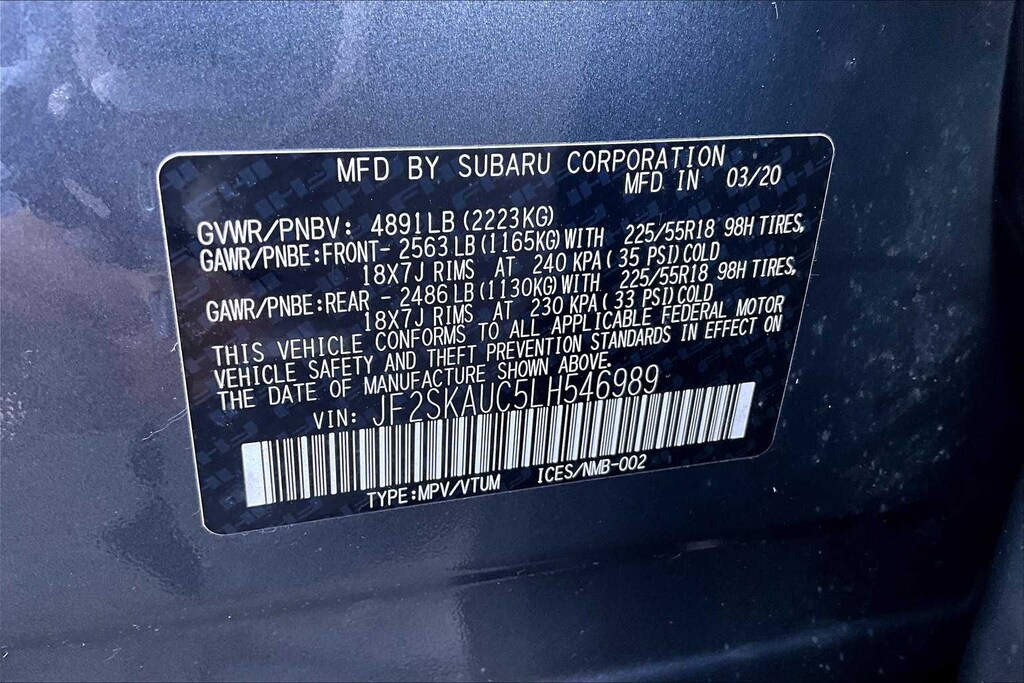 MFD BY SUBARU CORPORATION
MFD IN 03/20
GVWR/PNBV: 4891LB(2223KG)
GAWR/PNBE:FRONT- 2563LB(1165KG)WITH 225/55R18 98H TIRES,
18X7J RIMS AT 240 KPA(35 PSI)COLD
GAWR/PNBE:REAR - 2486LB(1130KG)WITH 225/55R18 98H TIRES,
18X7J RIMS AT 230 KPA(33 PSI)COLD
THIS VEHICLE CONFORMS TO ALL APPLICABLE FEDERAL MOTOR
VEHICLE SAFETY AND THEFT PREVENTION STANDARDS IN EFFECT ON
THE DATE OF MANUFACTURE SHOWN ABOVE.
VIN: JF2SKAUC5LH546989
TYPE:MPV/VTUM ICES/NMB-002